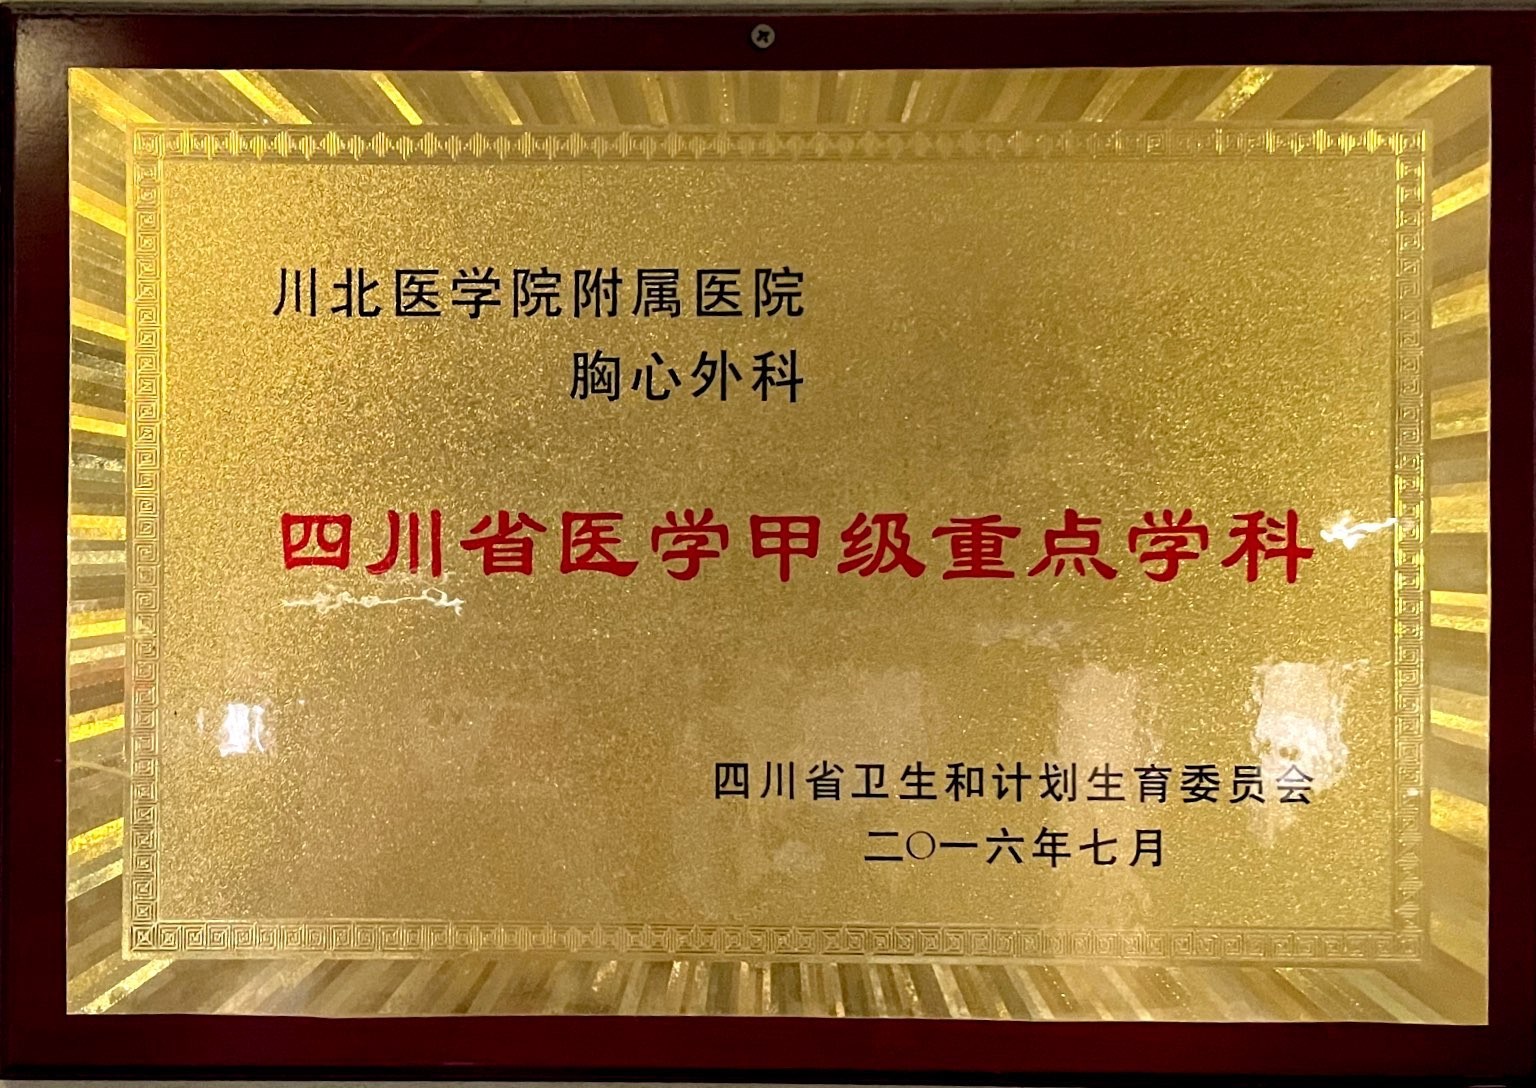 川北医学院附属医院
胸心外科
四川省医学甲级重点学科
四川省卫生和计划生育委员会
二〇一六年七月